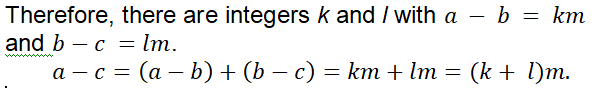 Therefore, there are integers k and l with a − b = km
and b − c = lm.
a − c = (a − b) + (b − c) = km + lm = (k + l)m.